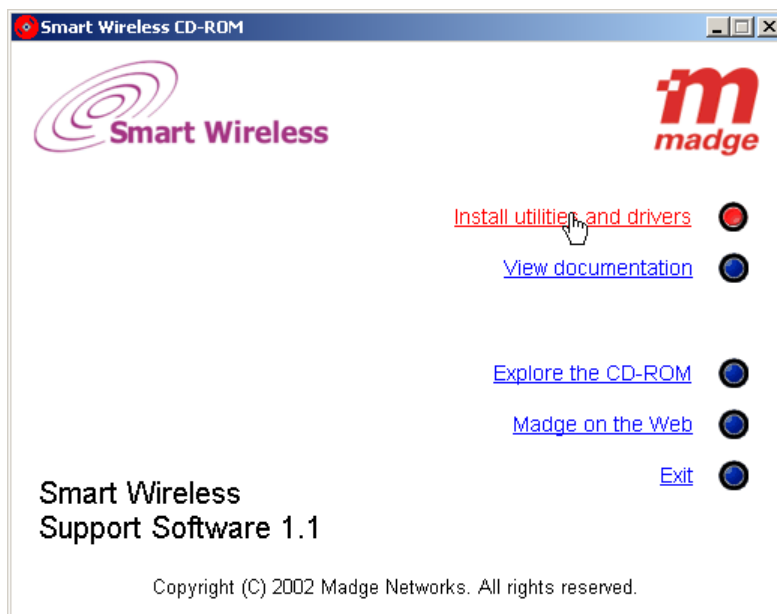 Smart Wireless CD-ROM
Smart Wireless
madge
Install utilities and drivers
View documentation
Explore the CD-ROM
Madge on the Web
Exit
Smart Wireless
Support Software 1.1
Copyright (C) 2002 Madge Networks. All rights reserved.